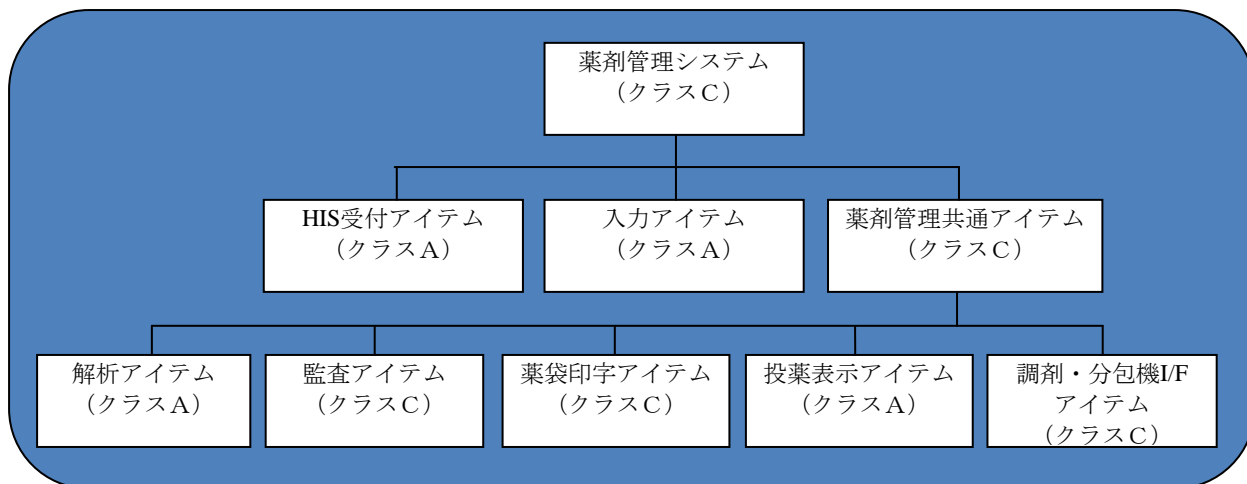 薬剤管理システム
（クラスＣ）
HIS受付アイテム
（クラスＡ）
入力アイテム
（クラスＡ）
薬剤管理共通アイテム
（クラスＣ）
解析アイテム
（クラスＡ）
監査アイテム
（クラスＣ）
薬袋印字アイテム
（クラスＣ）
投薬表示アイテム
（クラスＡ）
調剤・分包機I/F
アイテム
（クラスＣ）